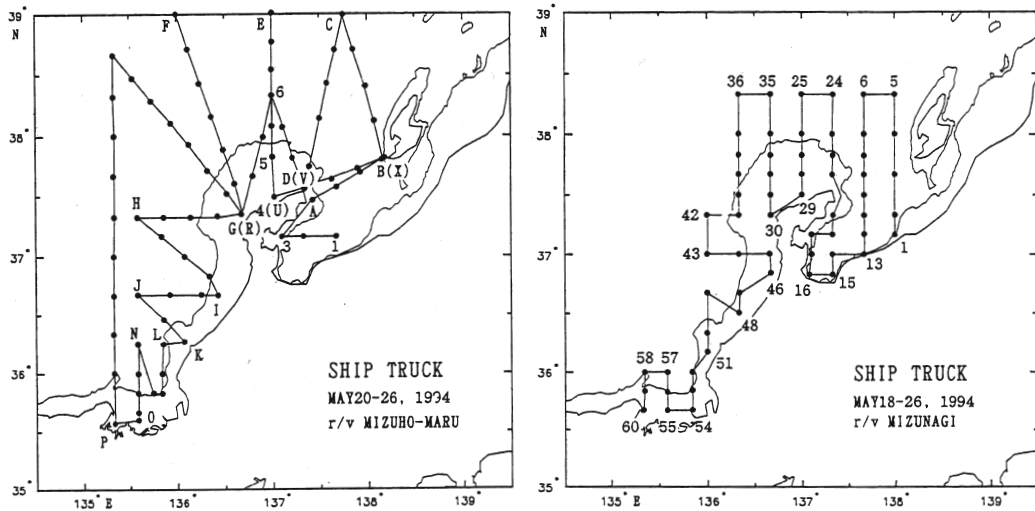 39°
N
F
E
C
6
38°
5
D(V)
B(X)
4(U)
A
H
G(R)
3
1
37°
J
I
N
L
K
36°
SHIP TRUCK
MAY20-26, 1994
r/v MIZUHO-MARU
O
P
35°
135° E
136°
137°
138°
139°
39°
N
36
35
25
24
6
5
38°
29
42
30
1
37°
43
13
16
15
46
48
51
36°
58
57
SHIP TRUCK
MAY18-26, 1994
r/v MIZUNAGI
60
55
54
35°
135° E
136°
137°
138°
139°